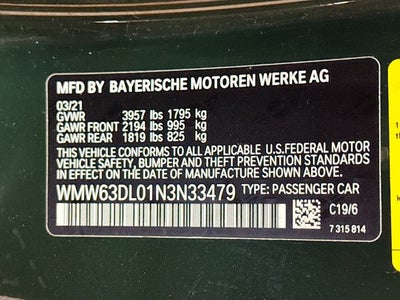 MFD BY BAYERISCHE MOTOREN WERKE AG
03/21
GVWR 3957 lbs 1795 kg
GAWR FRONT 2194 lbs 995 kg
GAWR REAR 1819 lbs 825 kg
THIS VEHICLE CONFORMS TO ALL APPLICABLE U.S.FEDERAL MOTOR
VEHICLE SAFETY, BUMPER AND THEFT PREVENTION STANDARDS
IN EFFECT ON THE DATE OF MANUFACTURE SHOWN ABOVE.
WMW63DL01N3N33479 TYPE: PASSENGER CAR
C19/6
7 315 814